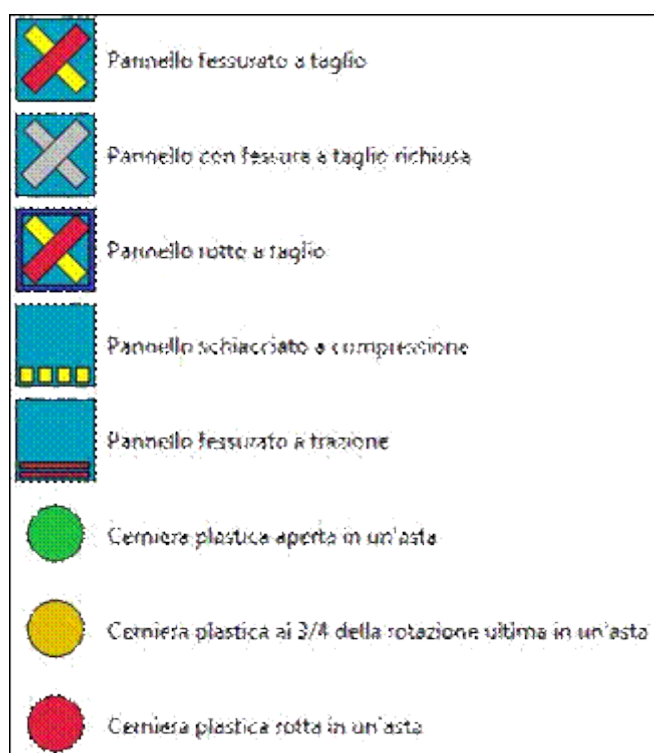 Pannello fessurato a taglio
Pannello con fessura a taglio richiusa
Pannello rotto a taglio
Pannello schiacciato a compressione
Pannello fessurato a trazione
Cerniera plastica aperta in un'asta
Cerniera plastica ai 3/4 della rotazione ultima in un'asta
Cerniera plastica rotta in un'asta